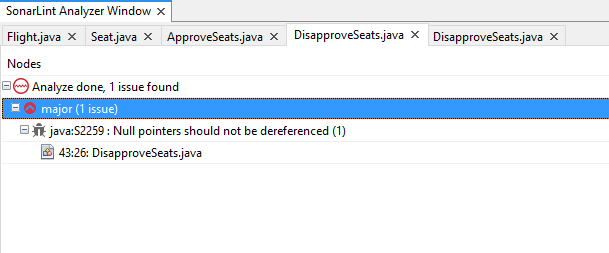 SonarLint Analyzer Window
Flight.java Seat.java ApproveSeats.java DisapproveSeats.java DisapproveSeats.java
Nodes
Analyze done, 1 issue found
major (1 issue)
java:S2259 : Null pointers should not be dereferenced (1)
43:26: DisapproveSeats.java